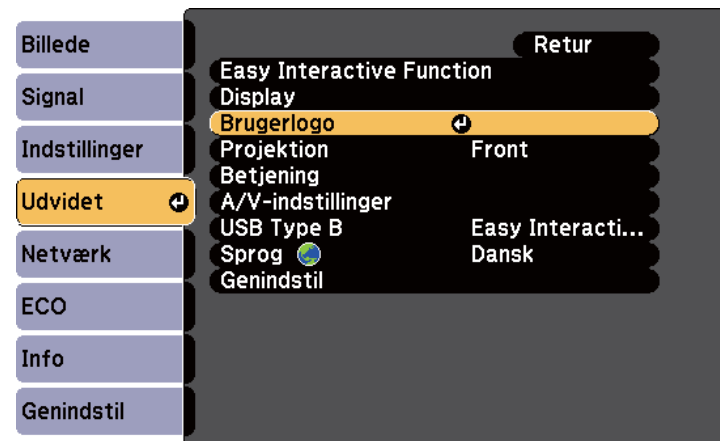 Billede
Signal
Indstillinger
Udvidet
Netværk
ECO
Info
Genindstil
Retur
Easy Interactive Function
Display
Brugerlogo
Projektion Front
Betjening
A/V-indstillinger
USB Type B Easy Interacti...
Sprog Dansk
Genindstil